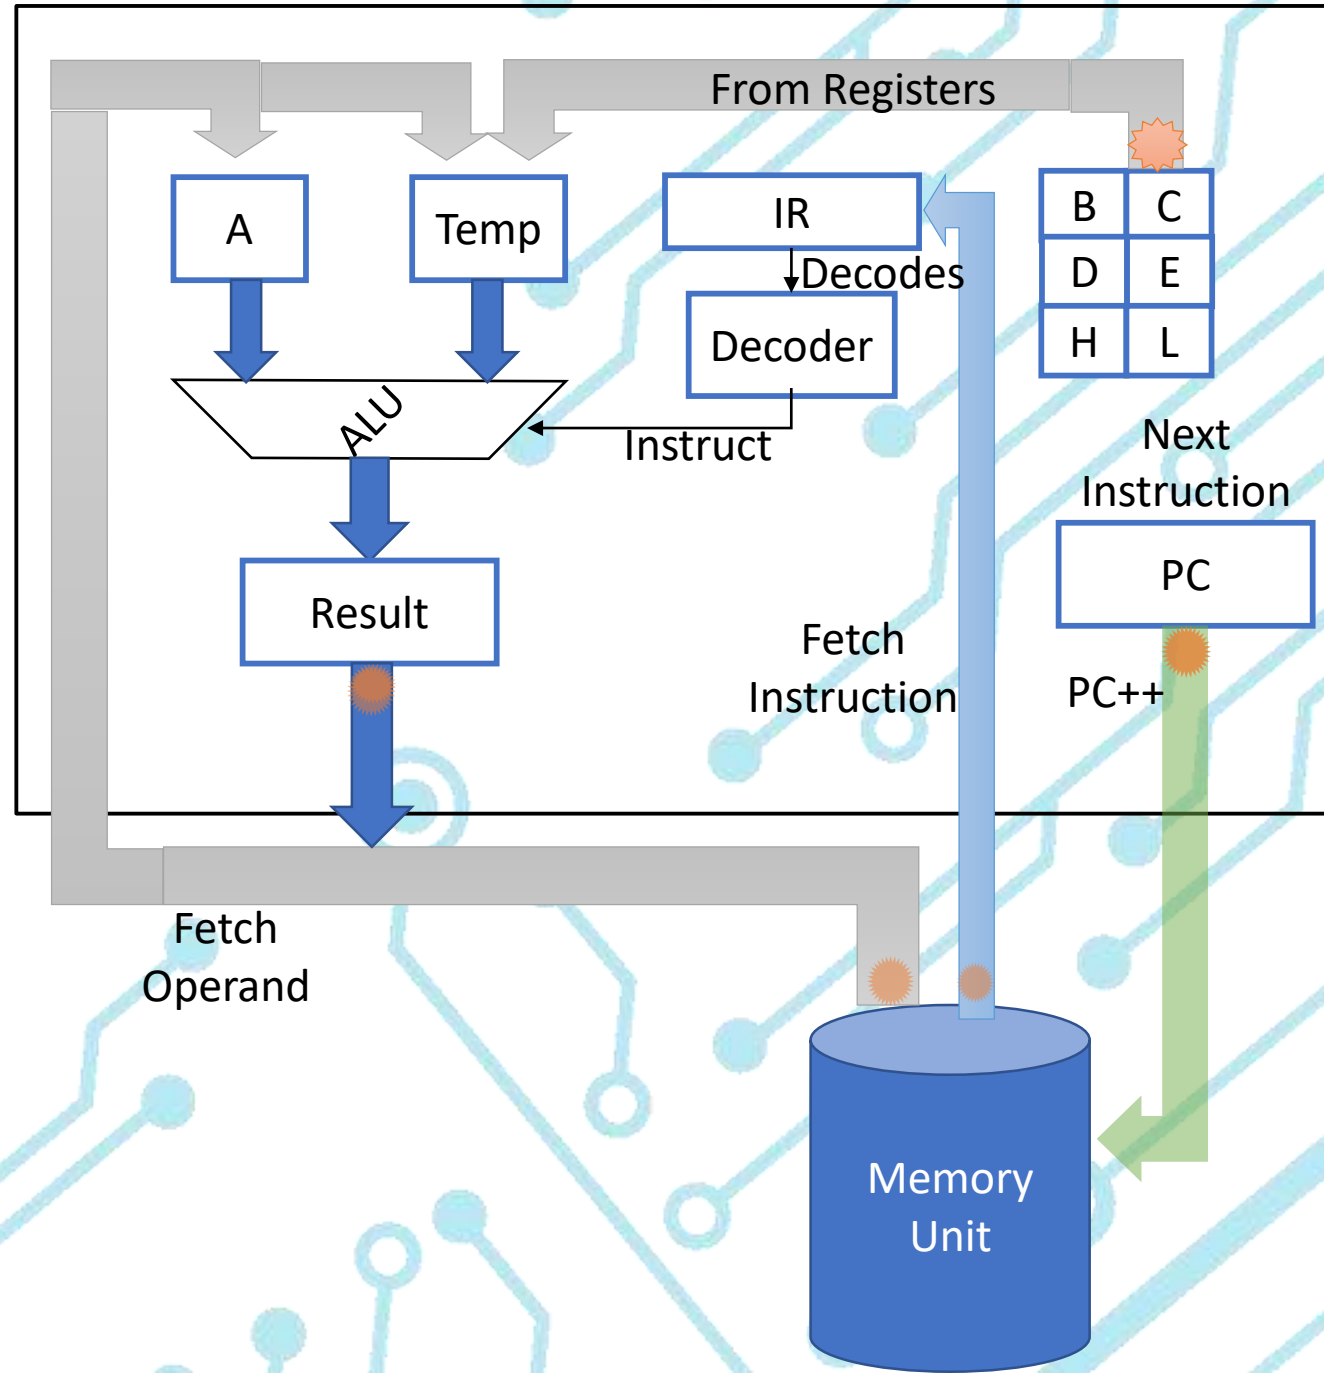 From Registers
A
Temp
IR
B
C
Decodes
D
E
Decoder
H
L
ALU
Instruct
Next
Instruction
PC
Result
Fetch
Instruction
PC++
Fetch
Operand
Memory
Unit